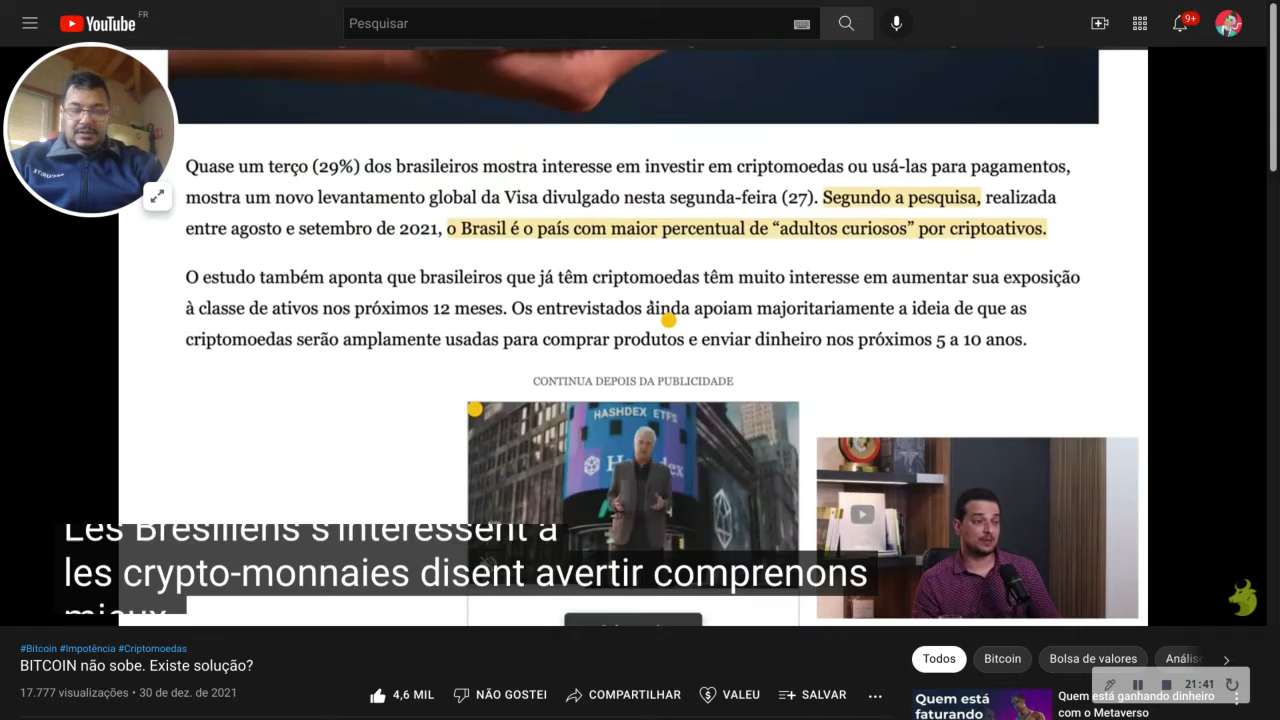 YouTube FR
Pesquisar
9+
Quase um terço (29%) dos brasileiros mostra interesse em investir em criptomoedas ou usá-las para pagamentos,
mostra um novo levantamento global da Visa divulgado nesta segunda-feira (27). Segundo a pesquisa, realizada
entre agosto e setembro de 2021, o Brasil é o país com maior percentual de “adultos curiosos” por criptoativos.
O estudo também aponta que brasileiros que já têm criptomoedas têm muito interesse em aumentar sua exposição
à classe de ativos nos próximos 12 meses. Os entrevistados ainda apoiam majoritariamente a ideia de que as
criptomoedas serão amplamente usadas para comprar produtos e enviar dinheiro nos próximos 5 a 10 anos.
CONTINUA DEPOIS DA PUBLICIDADE
HASHDEX ETFs
Les Brésiliens s'intéressent à
les crypto-monnaies disent avertir comprenons
mieux
#Bitcoin #Impotência #Criptomoedas
BITCOIN não sobe. Existe solução?
17.777 visualizações • 30 de dez. de 2021
4,6 MIL
NÃO GOSTEI
COMPARTILHAR
VALEU
SALVAR
Todos
Bitcoin
Bolsa de valores
21:41
Quem está
faturando
Quem está ganhando dinheiro
com o Metaverso